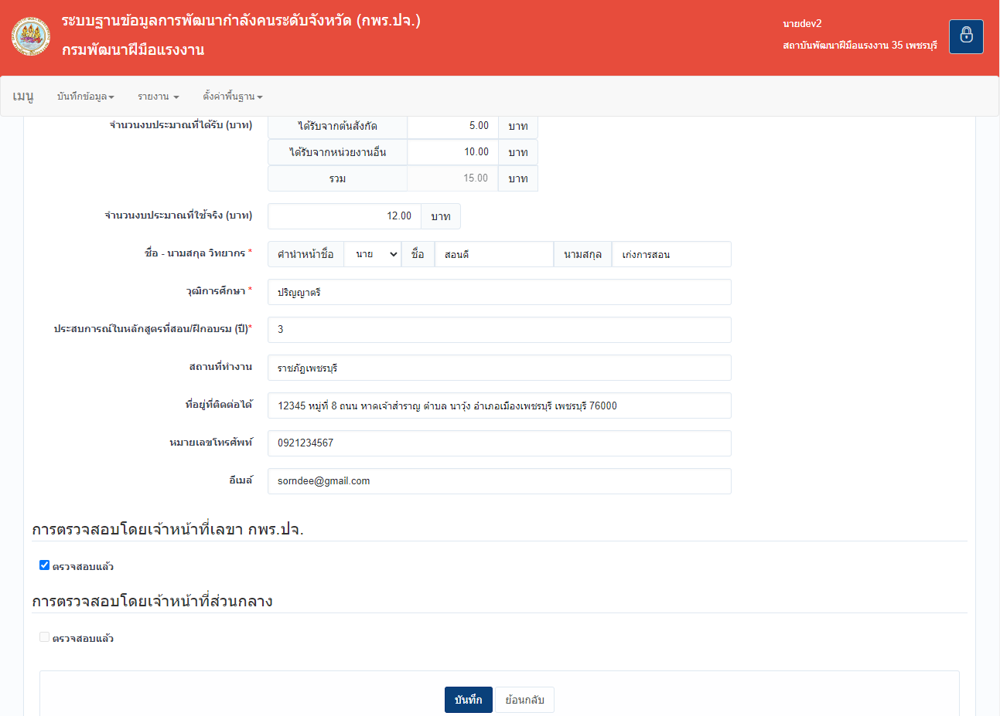 ระบบฐานข้อมูลการพัฒนากำลังคนระดับจังหวัด (กพร.ปจ.)
กรมพัฒนาฝีมือแรงงาน
นายdev2
สถาบันพัฒนาฝีมือแรงงาน 35 เพชรบุรี
เมนู บันทึกข้อมูล รายงาน ตั้งค่าพื้นฐาน
จำนวนงบประมาณที่ได้รับ (บาท) ได้รับจากต้นสังกัด 5.00 บาท
ได้รับจากหน่วยงานอื่น 10.00 บาท
รวม 15.00 บาท
จำนวนงบประมาณที่ใช้จริง (บาท) 12.00 บาท
ชื่อ - นามสกุล วิทยากร * คำนำหน้าชื่อ นาย ชื่อ สอนดี นามสกุล เก่งการสอน
วุฒิการศึกษา * ปริญญาตรี
ประสบการณ์ในหลักสูตรที่สอน/ฝึกอบรม (ปี)* 3
สถานที่ทำงาน ราชภัฏเพชรบุรี
ที่อยู่ที่ติดต่อได้ 12345 หมู่ที่ 8 ถนน หาดเจ้าสำราญ ตำบล นาวุ้ง อำเภอเมืองเพชรบุรี เพชรบุรี 76000
หมายเลขโทรศัพท์ 0921234567
อีเมล์ sorndee@gmail.com
การตรวจสอบโดยเจ้าหน้าที่เลขา กพร.ปจ.
ตรวจสอบแล้ว
การตรวจสอบโดยเจ้าหน้าที่ส่วนกลาง
ตรวจสอบแล้ว
บันทึก ย้อนกลับ